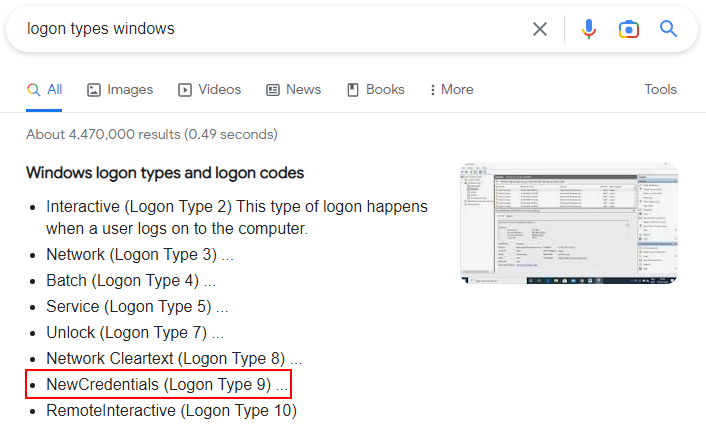 logon types windows
All
Images
Videos
News
Books
More
Tools
About 4,470,000 results (0.49 seconds)
Windows logon types and logon codes
• Interactive (Logon Type 2) This type of logon happens
when a user logs on to the computer.
• Network (Logon Type 3) ...
• Batch (Logon Type 4) ...
• Service (Logon Type 5) ...
• Unlock (Logon Type 7) ...
• Network Cleartext (Logon Type 8) ...
• NewCredentials (Logon Type 9) ...
• RemoteInteractive (Logon Type 10)